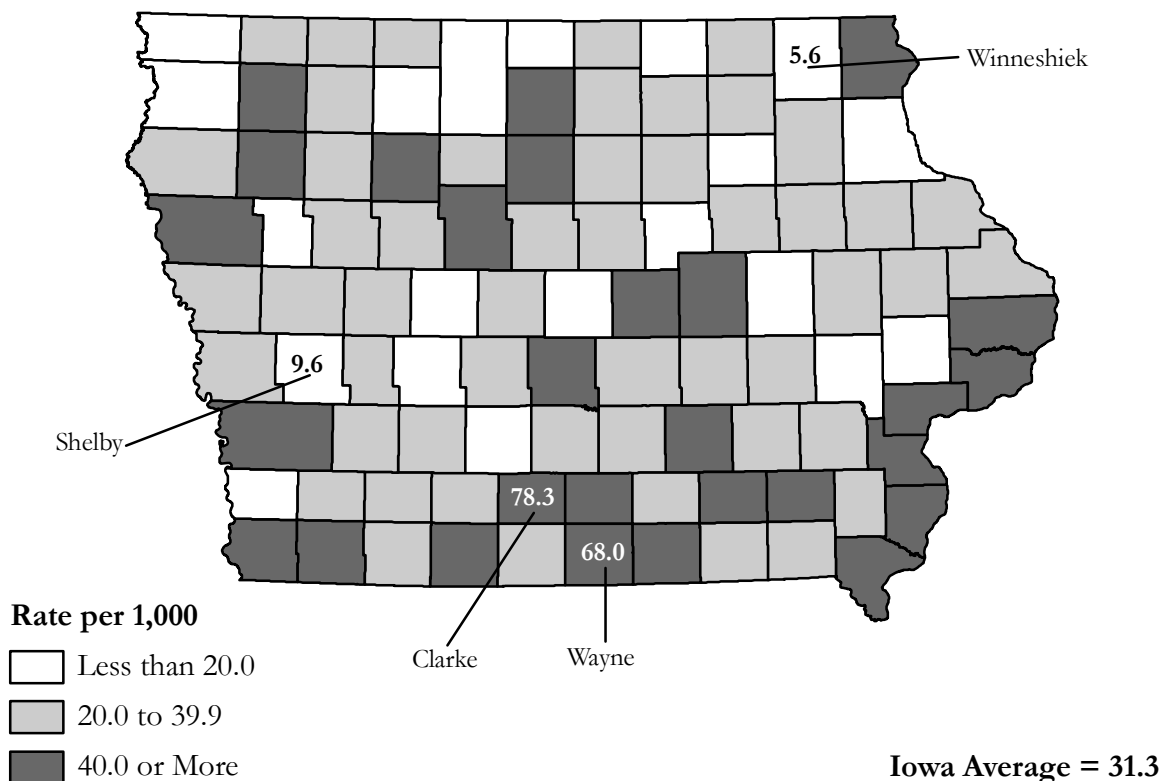 5.6
Winneshiek
9.6
Shelby
78.3
68.0
Clarke
Wayne
Rate per 1,000
Less than 20.0
20.0 to 39.9
40.0 or More
Iowa Average = 31.3